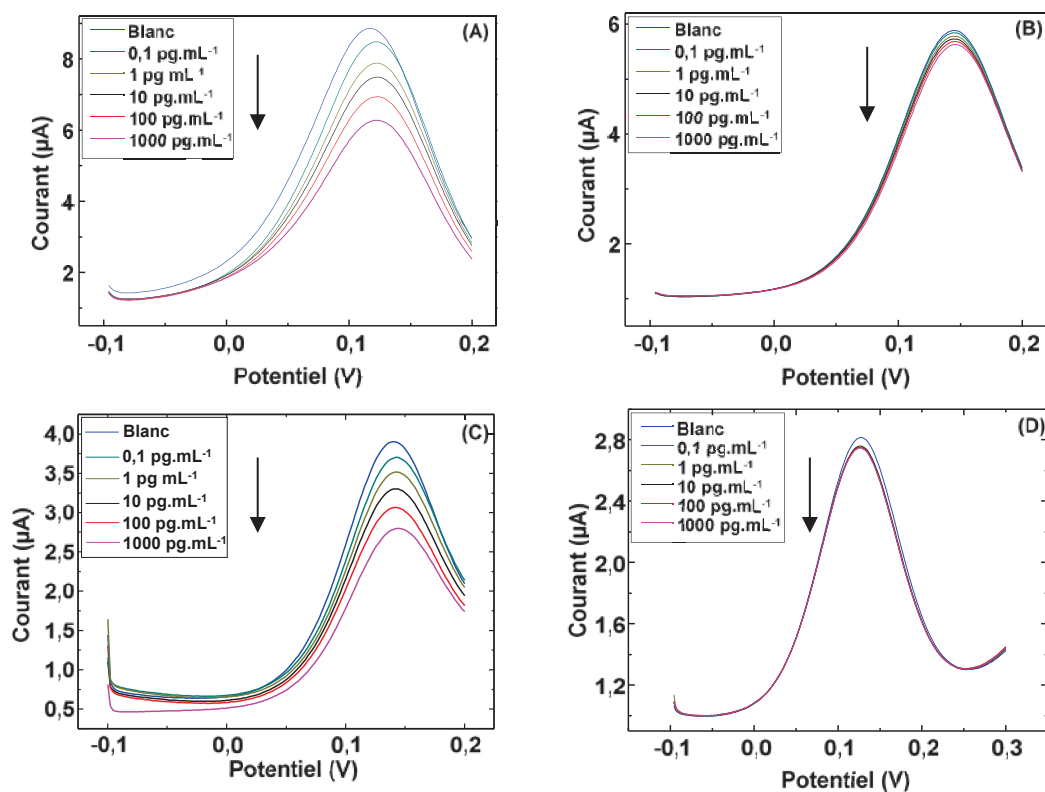 (A)
Blanc
0,1 pg.mL-1
1 pg mL-1
10 pg.mL-1
100 pg.mL-1
1000 pg.mL-1
Courant (µA)
8
6
4
2
-0,1
0,0
0,1
0,2
Potentiel (V)
(B)
Blanc
0,1 pg.mL-1
1 pg.mL-1
10 pg.mL-1
100 pg.mL-1
1000 pg.mL-1
Courant (µA)
6
4
2
-0,1
0,0
0,1
0,2
Potentiel (V)
(C)
Blanc
0,1 pg.mL-1
1 pg mL-1
10 pg.mL-1
100 pg.mL-1
1000 pg.mL-1
Courant (µA)
4,0
3,5
3,0
2,5
2,0
1,5
1,0
0,5
-0,1
0,0
0,1
0,2
Potentiel (V)
(D)
Blanc
0,1 pg.mL-1
1 pg.mL-1
10 pg.mL-1
100 pg.mL-1
1000 pg.mL-1
Courant (µA)
2,8
2,4
2,0
1,6
1,2
-0,1
0,0
0,1
0,2
0,3
Potentiel (V)